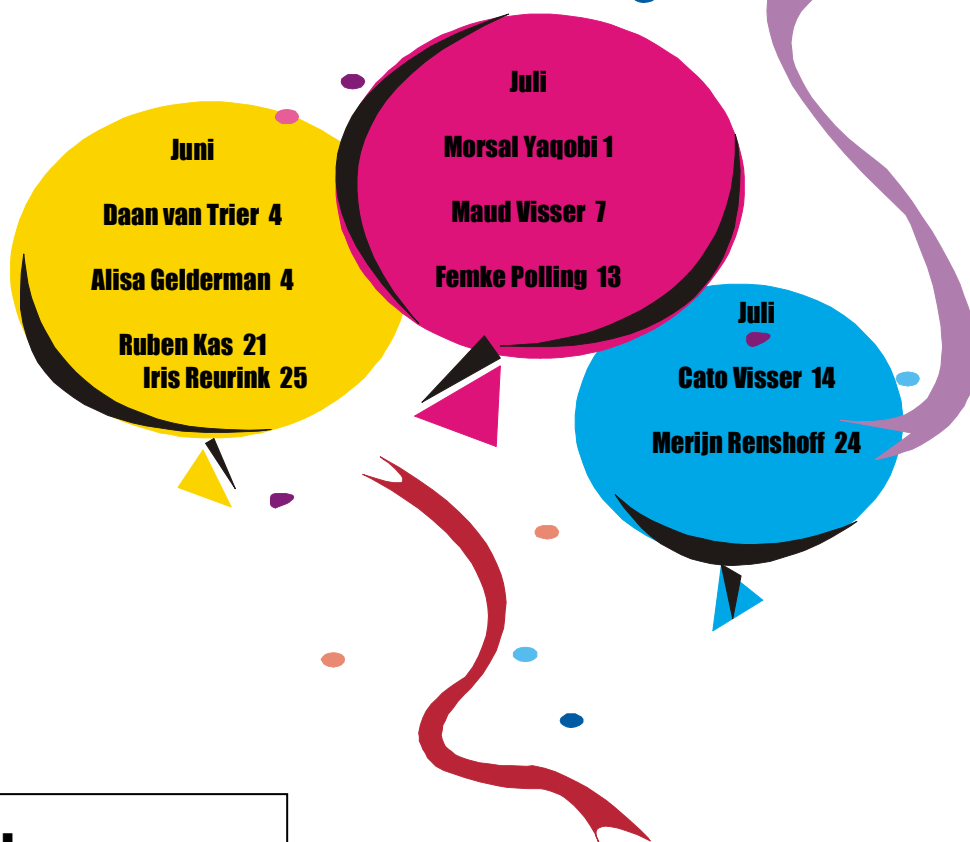 Juni
Daan van Trier 4
Alisa Gelderman 4
Ruben Kas 21
Iris Reurink 25
Juli
Morsal Yaqobi 1
Maud Visser 7
Femke Polling 13
Juli
Cato Visser 14
Merijn Renshoff 24